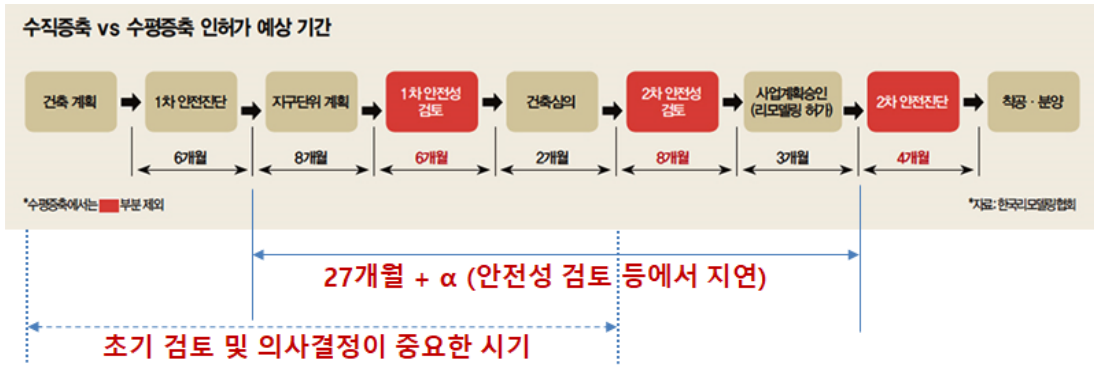 수직증축 vs 수평증축 인허가 예상 기간
건축 계획
1차 안전진단
지구단위 계획
1차 안전성
검토
건축심의
2차 안전성
검토
사업계획승인
(리모델링 허가)
2차 안전진단
착공 · 분양
6개월
8개월
6개월
2개월
8개월
3개월
4개월
*수평증축에서는 부분 제외
*자료: 한국리모델링협회
27개월 + α (안전성 검토 등에서 지연)
초기 검토 및 의사결정이 중요한 시기